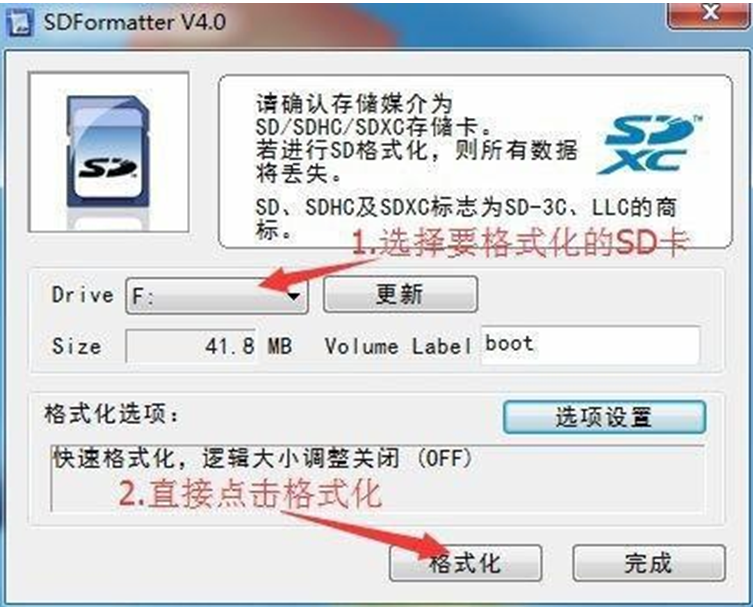 SDFormatter V4.0
X
SD
请确认存储媒介为
SD/SDHC/SDXC存储卡。
若进行SD格式化，则所有数据
将丢失。
SD XC™
SD、SDHC及SDXC标志为SD-3C、LLC的商
标。
1.选择要格式化的SD卡
Drive F:
更新
Size 41.8 MB Volume Label boot
格式化选项：
选项设置
快速格式化，逻辑大小调整关闭 (OFF)
2.直接点击格式化
格式化
完成